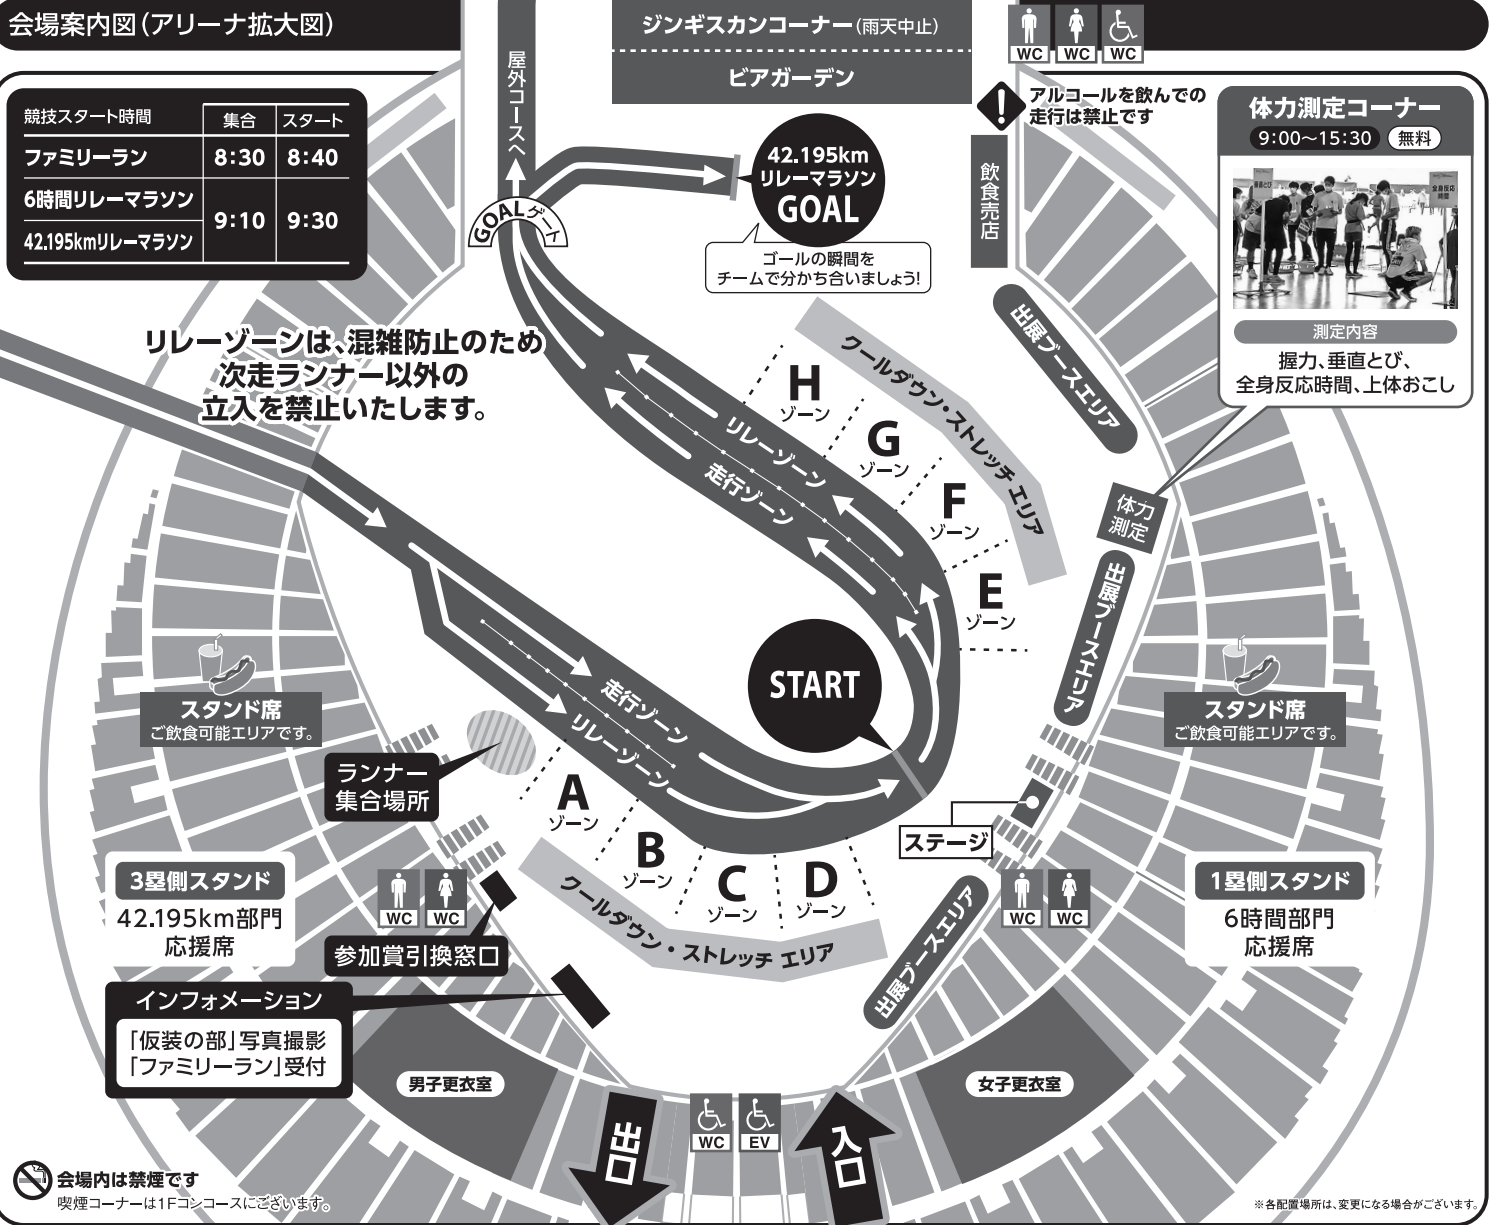 会場案内図(アリーナ拡大図)
競技スタート時間 集合 スタート
ファミリーラン 8:30 8:40
6時間リレーマラソン
9:10 9:30
42.195kmリレーマラソン
屋外コースへ
GOALゲート
ジンギスカンコーナー(雨天中止)
ビアガーデン
WC
WC
WC
アルコールを飲んでの
走行は禁止です
飲食売店
42.195km
リレーマラソン
GOAL
ゴールの瞬間を
チームで分かち合いましょう!
体力測定コーナー
9:00〜15:30 無料
垂直とび
全身反応
時間
測定内容
握力、垂直とび、
全身反応時間、上体おこし
リレーゾーンは、混雑防止のため
次走ランナー以外の
立入を禁止いたします。
出展ブースエリア
クールダウン・ストレッチ エリア
H
ゾーン
G
ゾーン
F
ゾーン
E
ゾーン
リレーゾーン
走行ゾーン
体力
測定
出展ブースエリア
START
走行ゾーン
リレーゾーン
スタンド席
ご飲食可能エリアです。
スタンド席
ご飲食可能エリアです。
ランナー
集合場所
A
ゾーン
B
ゾーン
C
ゾーン
D
ゾーン
クールダウン・ストレッチ エリア
ステージ
出展ブースエリア
3塁側スタンド
42.195km部門
応援席
WC
WC
WC
WC
1塁側スタンド
6時間部門
応援席
参加賞引換窓口
インフォメーション
「仮装の部」写真撮影
「ファミリーラン」受付
男子更衣室
女子更衣室
出口
WC
EV
入口
会場内は禁煙です
喫煙コーナーは1Fコンコースにございます。
※各配置場所は、変更になる場合がございます。